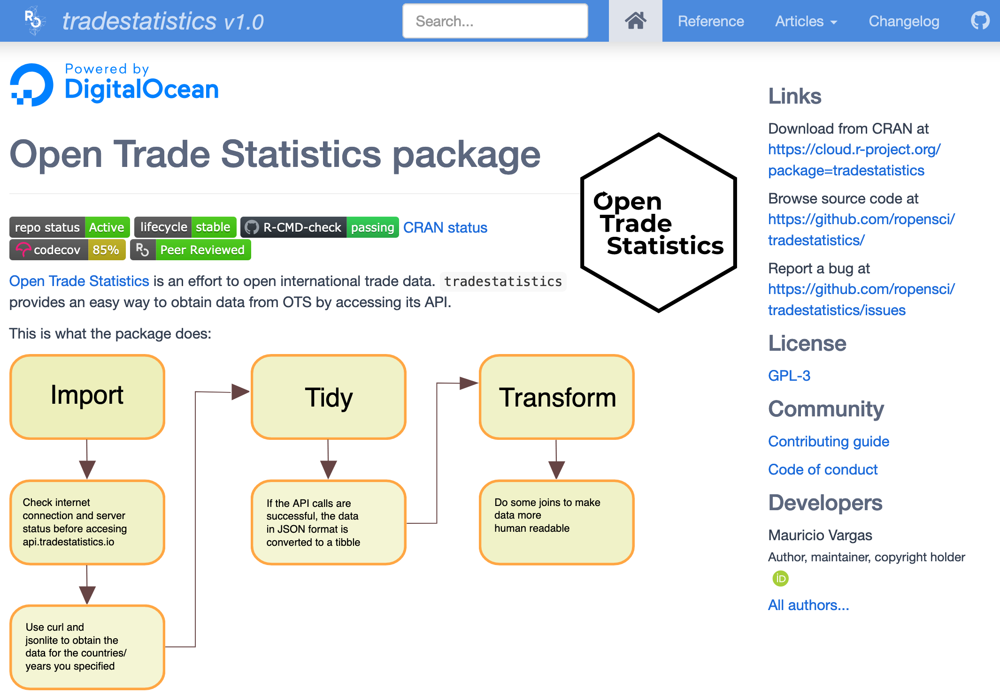 tradestatistics v1.0
Search...
Reference
Articles
Changelog
Powered by
DigitalOcean
Open Trade Statistics package
Open
Trade
Statistics
repo status Active
lifecycle stable
R-CMD-check passing
CRAN status
codecov 85%
Peer Reviewed
Open Trade Statistics is an effort to open international trade data. tradestatistics
provides an easy way to obtain data from OTS by accessing its API.
This is what the package does:
Import
Check internet
connection and server
status before accesing
api.tradestatistics.io
Use curl and
jsonlite to obtain the
data for the countries/
years you specified
Tidy
If the API calls are
successful, the data
in JSON format is
converted to a tibble
Transform
Do some joins to make
data more
human readable
Links
Download from CRAN at
https://cloud.r-project.org/
package=tradestatistics
Browse source code at
https://github.com/ropensci/
tradestatistics/
Report a bug at
https://github.com/ropensci/
tradestatistics/issues
License
GPL-3
Community
Contributing guide
Code of conduct
Developers
Mauricio Vargas
Author, maintainer, copyright holder
iD
All authors...